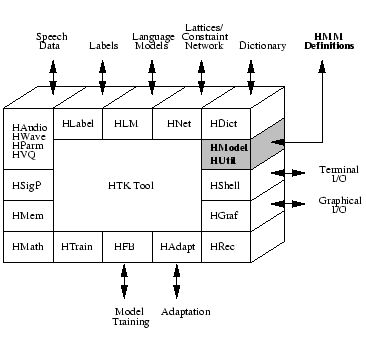 Speech
Data
Labels
Language
Models
Lattices/
Constraint
Network
Dictionary
HMM
Definitions
HAudio
HWave
HParm
HVQ
HLabel
HLM
HNet
HDict
HModel
HUtil
HSigP
HTK Tool
HShell
Terminal
I/O
HMem
HGraf
Graphical
I/O
HMath
HTrain
HFB
HAdapt
HRec
Model
Training
Adaptation